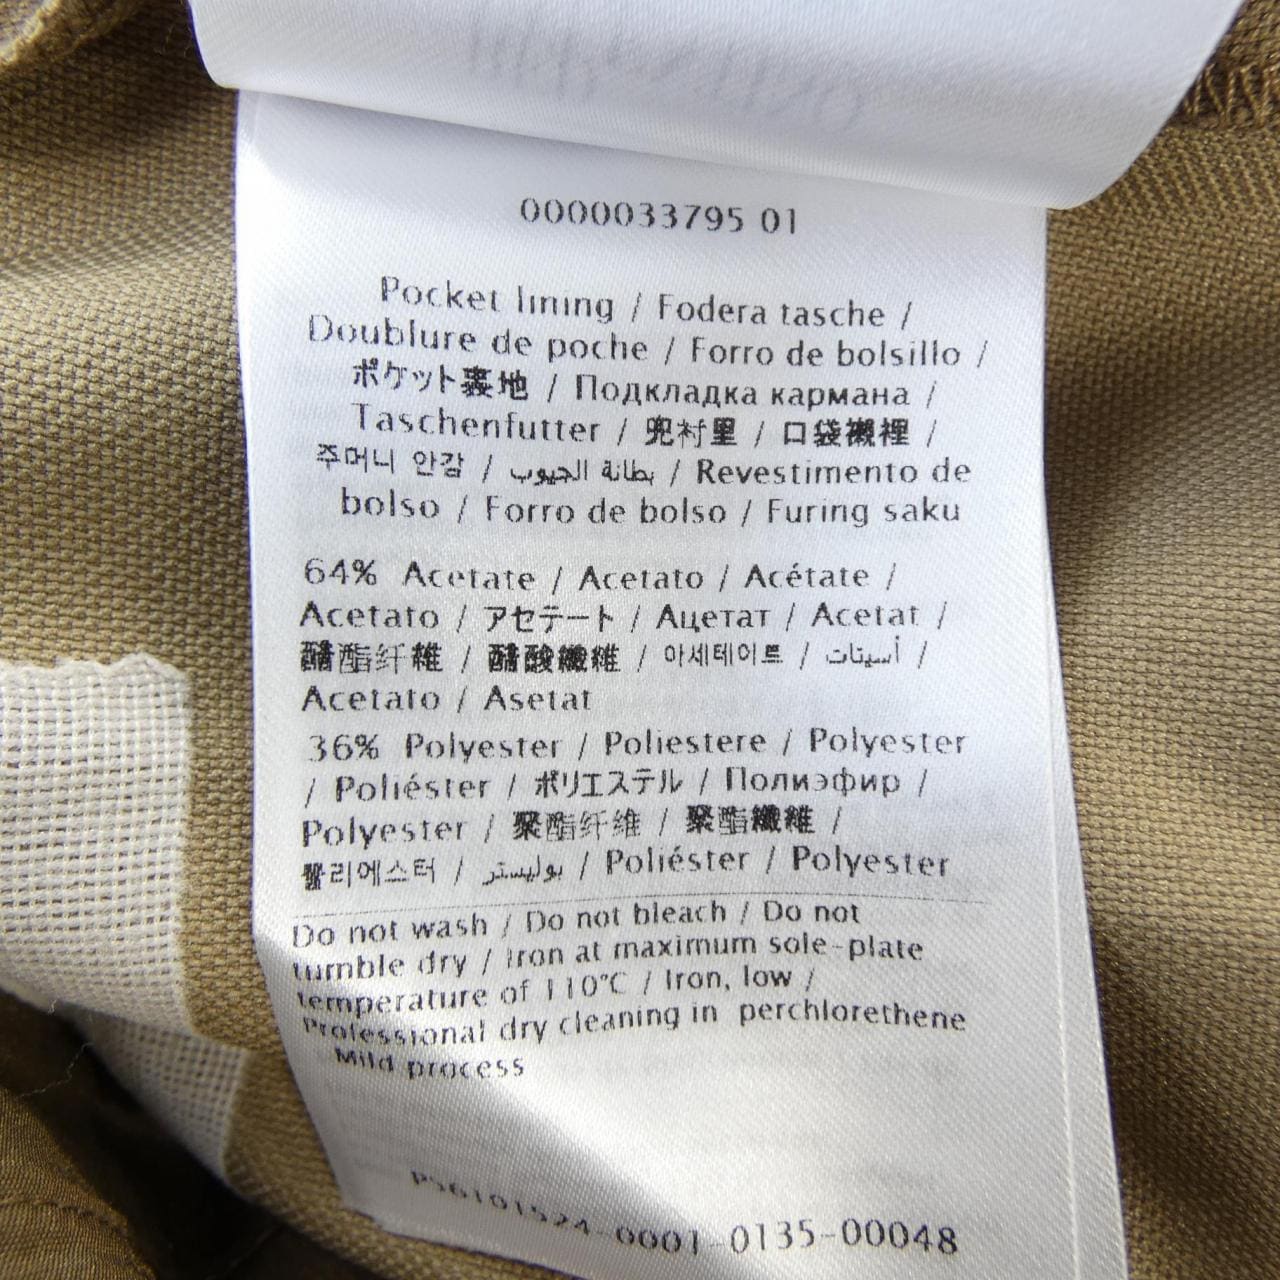 0000033795 01
Pocket lining / Fodera tasche /
Doublure de poche / Forro de bolsillo /
ポケット裏地 / Подкладка кармана /
Taschenfutter / 兜衬里 / 口袋襯裡 /
주머니 안감 / بطانة الجيوب / Revestimento de
bolso / Forro de bolso / Furing saku
64% Acetate / Acetato / Acétate /
Acetato / アセテート / Ацетат / Acetat /
醋酯纤維 / 醋酸纖維 / 아세테이트 / أسيتات /
Acetato / Asetat
36% Polyester / Poliestere / Polyester
/ Poliéster / ポリエステル / Полиэфир /
Polyester / 聚酯纤维 / 聚酯纖維 /
폴리에스터 / بوليستر / Poliéster / Polyester
Do not wash / Do not bleach / Do not
tumble dry / Iron at maximum sole-plate
temperature of 110°C / Iron, low /
Professional dry cleaning in perchlorethene
Mild process
P56101524-0001-0135-00048